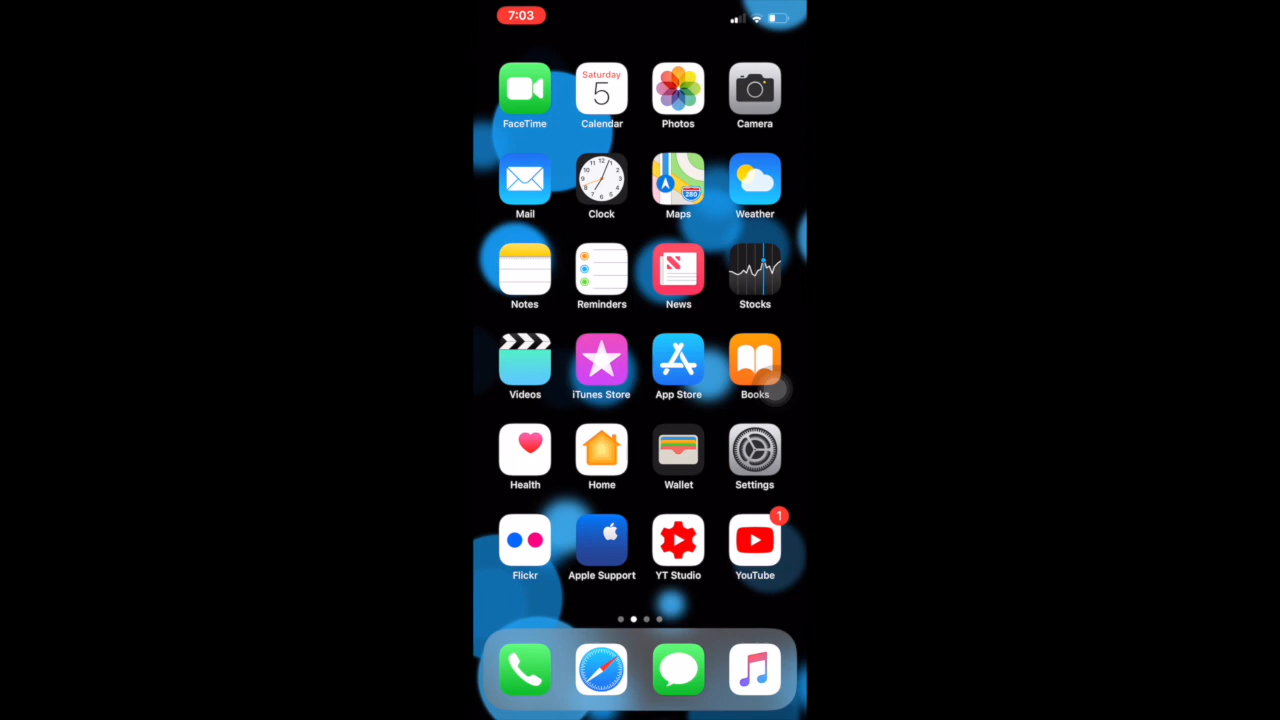 7:03
Saturday
5
FaceTime Calendar Photos Camera
Mail Clock Maps Weather
280
Notes Reminders News Stocks
Videos iTunes Store App Store Books
Health Home Wallet Settings
1
Flickr Apple Support YT Studio YouTube